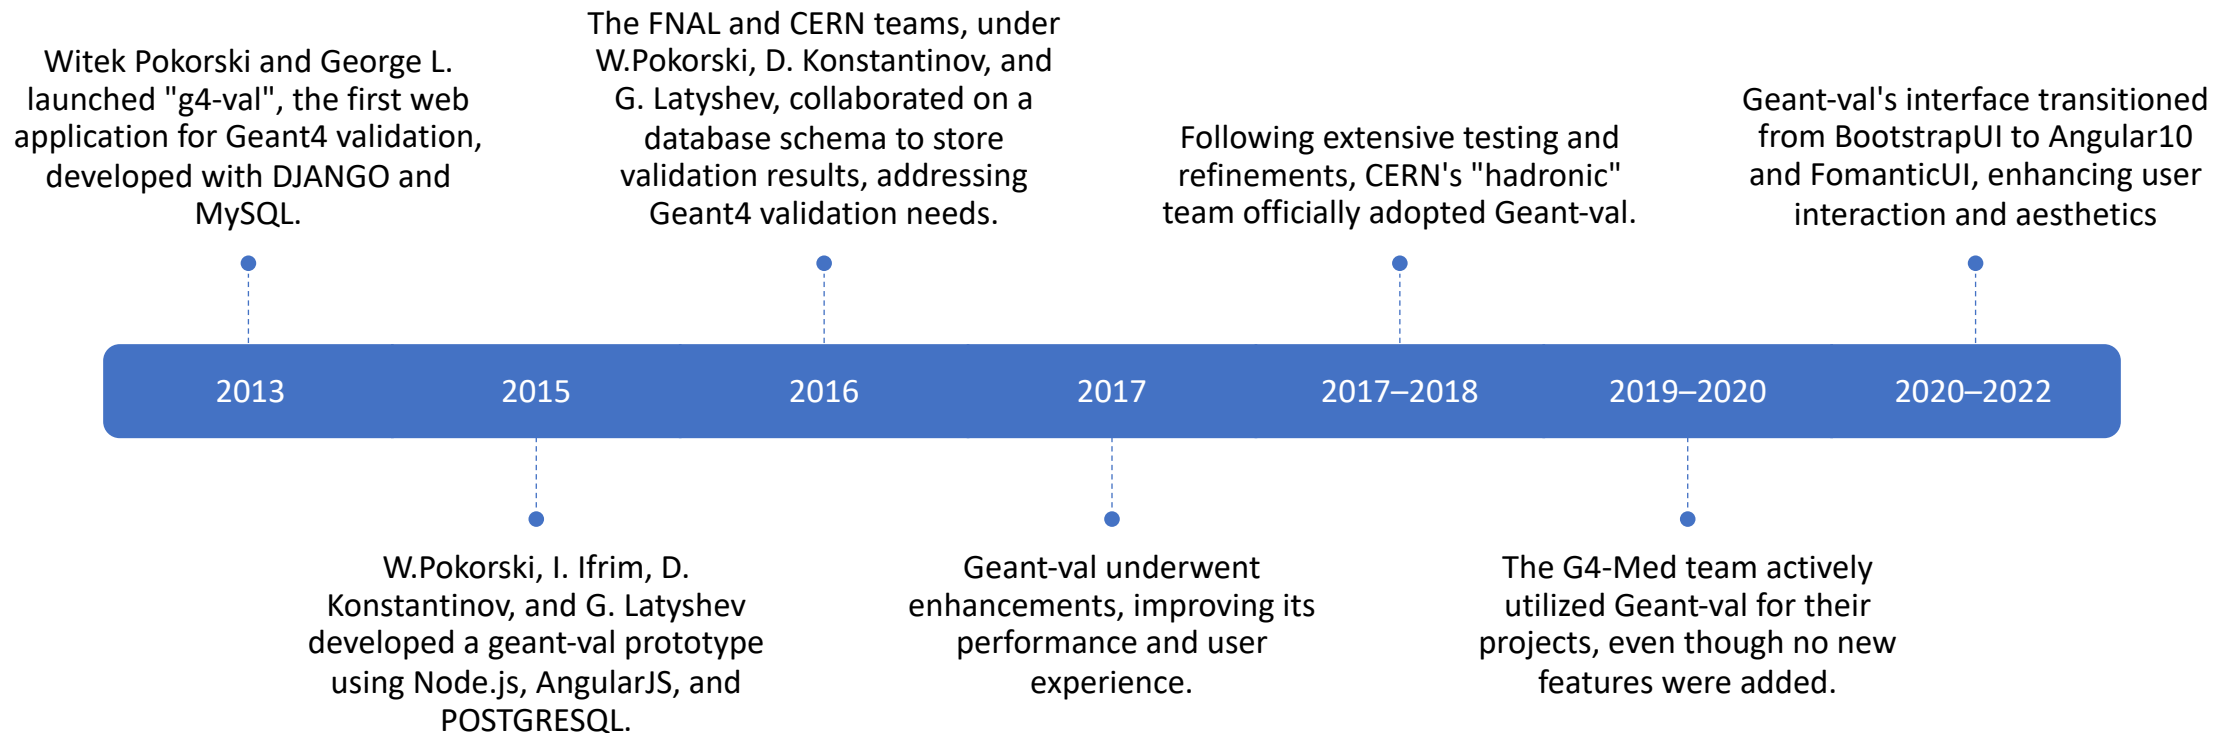 Witek Pokorski and George L.
launched "g4-val", the first web
application for Geant4 validation,
developed with DJANGO and
MySQL.
The FNAL and CERN teams, under
W.Pokorski, D. Konstantinov, and
G. Latyshev, collaborated on a
database schema to store
validation results, addressing
Geant4 validation needs.
Following extensive testing and
refinements, CERN's "hadronic"
team officially adopted Geant-val.
Geant-val's interface transitioned
from BootstrapUI to Angular10
and FomanticUI, enhancing user
interaction and aesthetics
2013
2015
2016
2017
2017–2018
2019–2020
2020–2022
W.Pokorski, I. Ifrim, D.
Konstantinov, and G. Latyshev
developed a geant-val prototype
using Node.js, AngularJS, and
POSTGRESQL.
Geant-val underwent
enhancements, improving its
performance and user
experience.
The G4-Med team actively
utilized Geant-val for their
projects, even though no new
features were added.